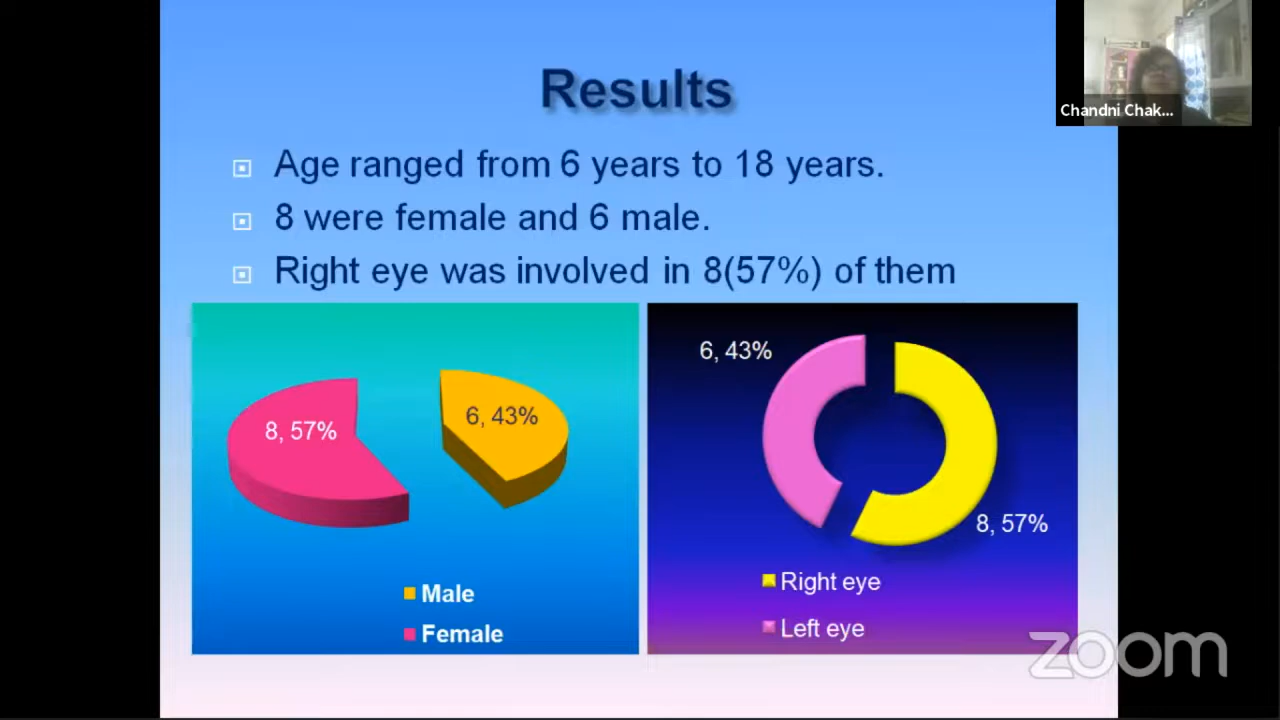 Results
Chandni Chak...
Age ranged from 6 years to 18 years.
8 were female and 6 male.
Right eye was involved in 8(57%) of them
8, 57%
6, 43%
Male
Female
6, 43%
8, 57%
Right eye
Left eye
zoom